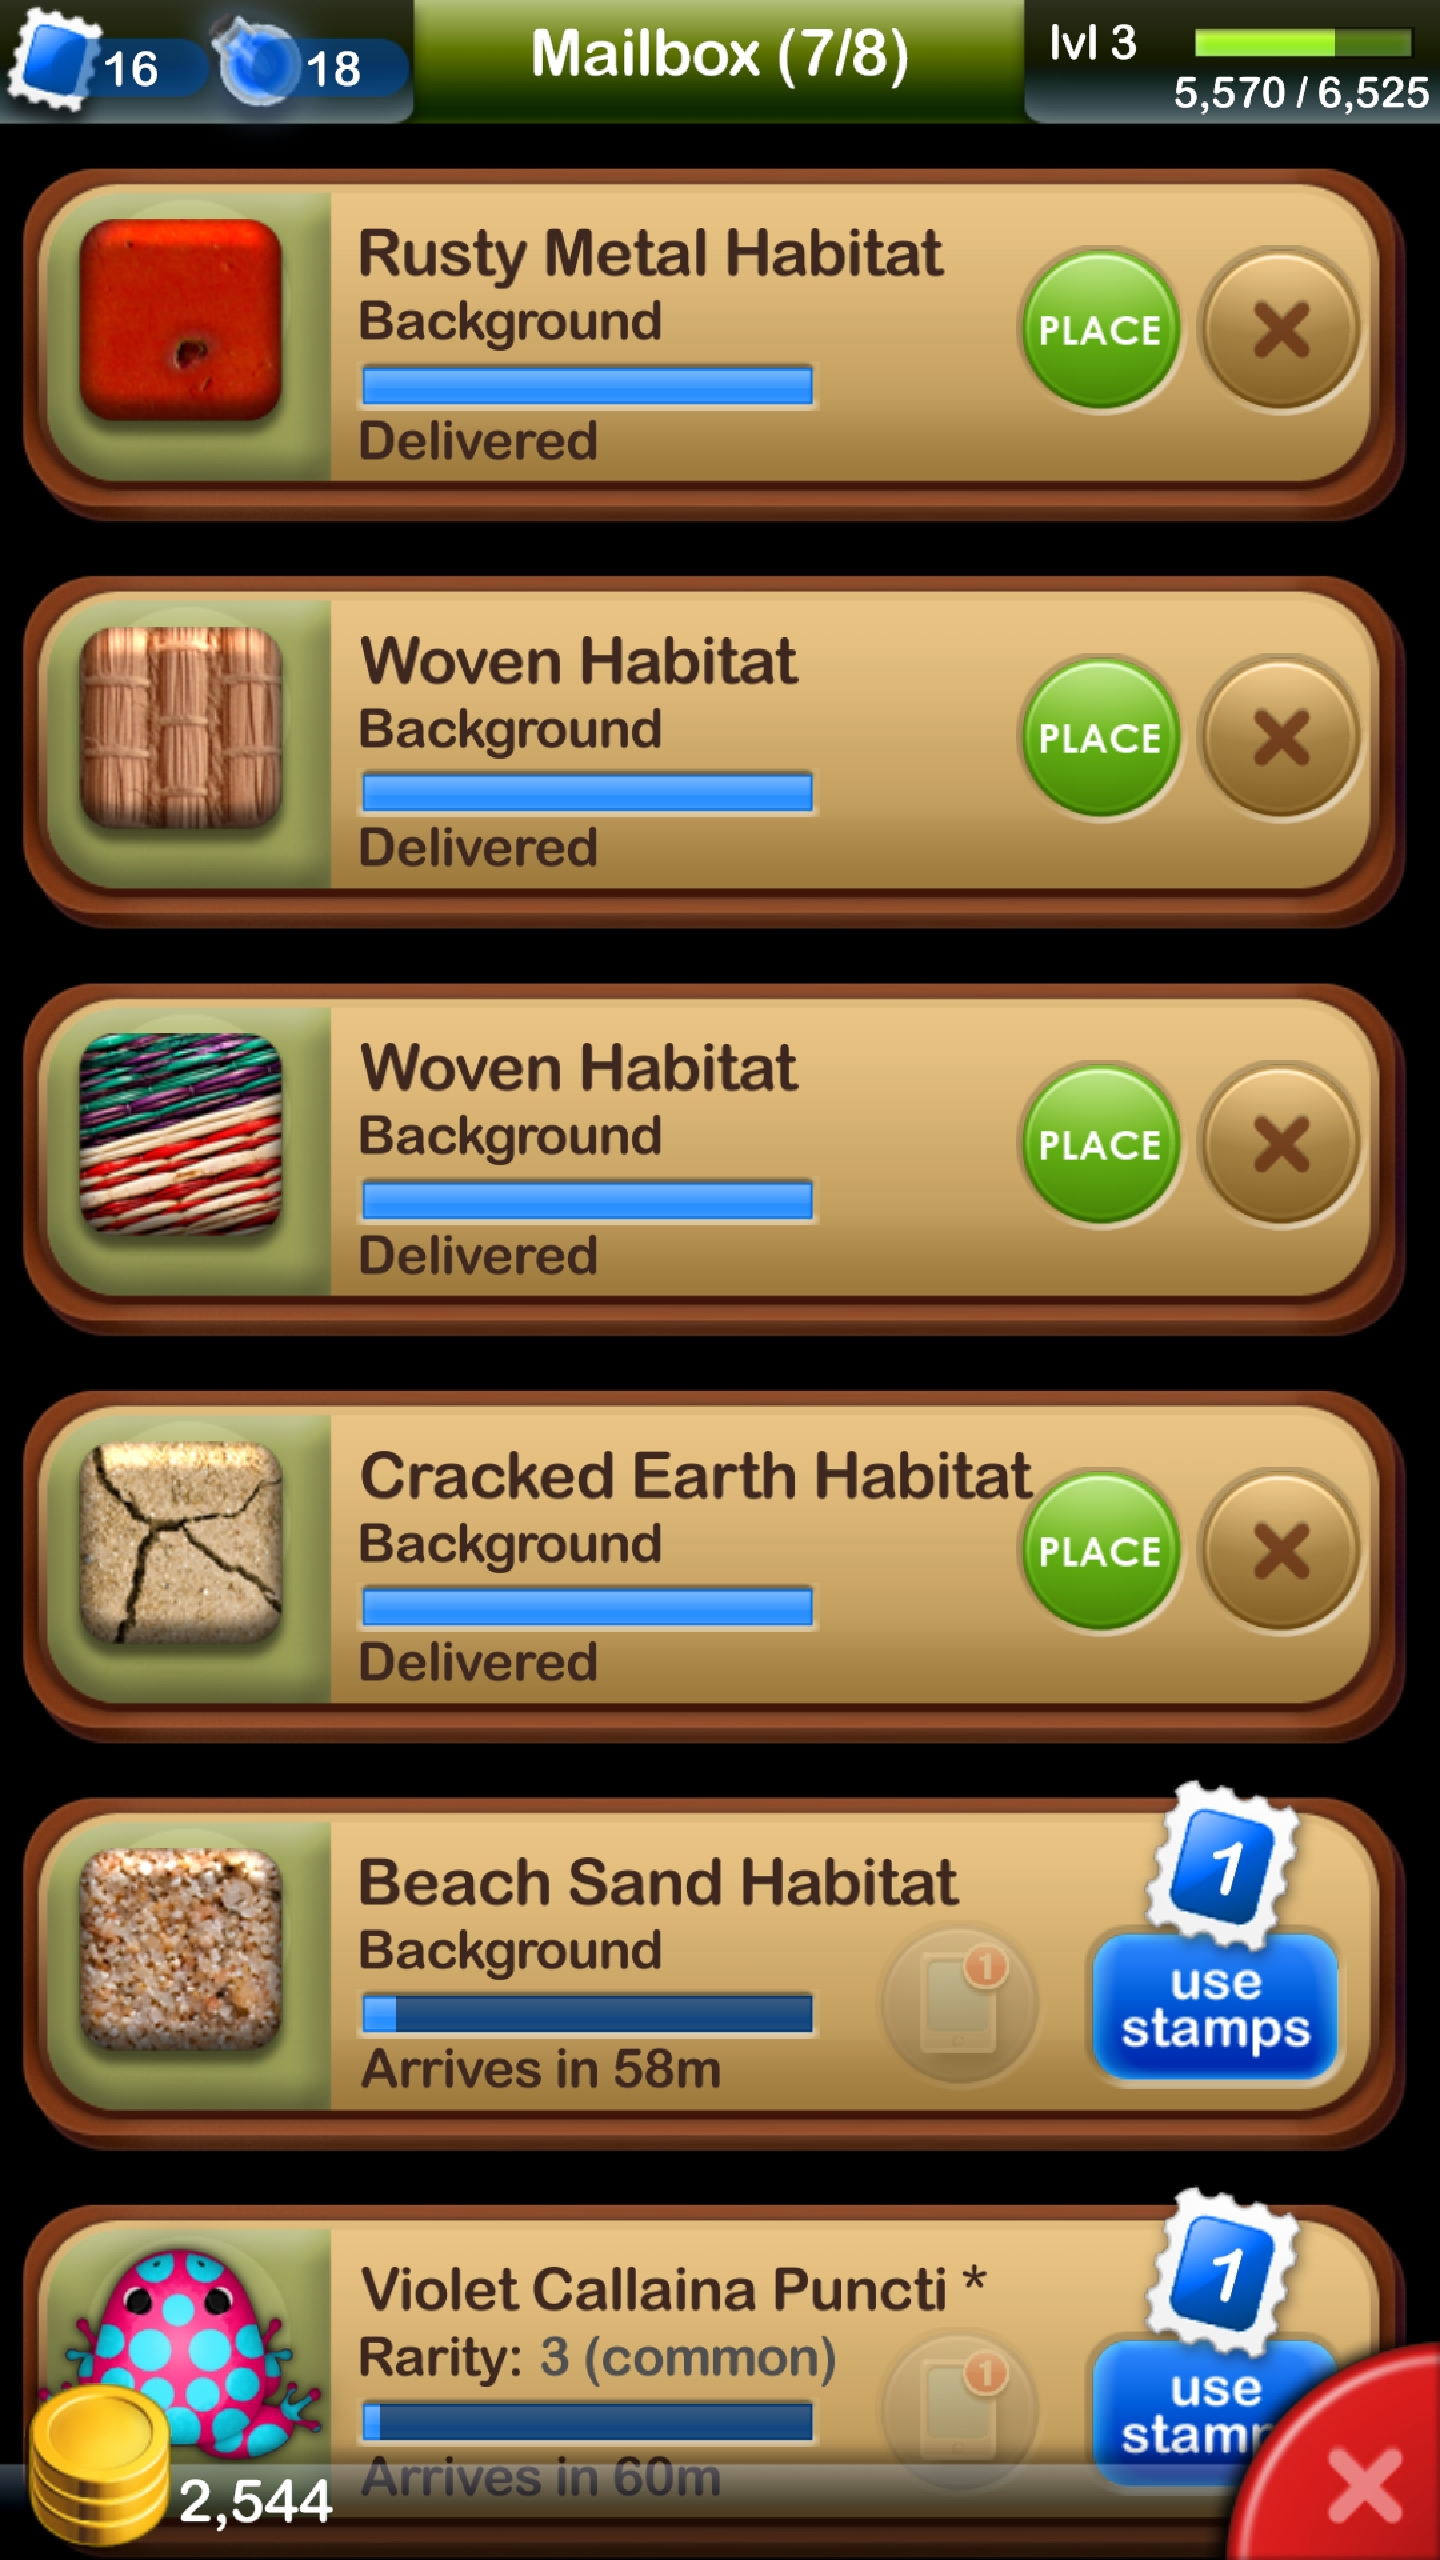 16
18
Mailbox (7/8)
lvl 3
5,570 / 6,525
Rusty Metal Habitat
Background
Delivered
PLACE
Woven Habitat
Background
Delivered
PLACE
Woven Habitat
Background
Delivered
PLACE
Cracked Earth Habitat
Background
Delivered
PLACE
Beach Sand Habitat
Background
Arrives in 58m
1
1
use
stamps
Violet Callaina Puncti *
Rarity: 3 (common)
Arrives in 60m
1
1
use
stam
2,544